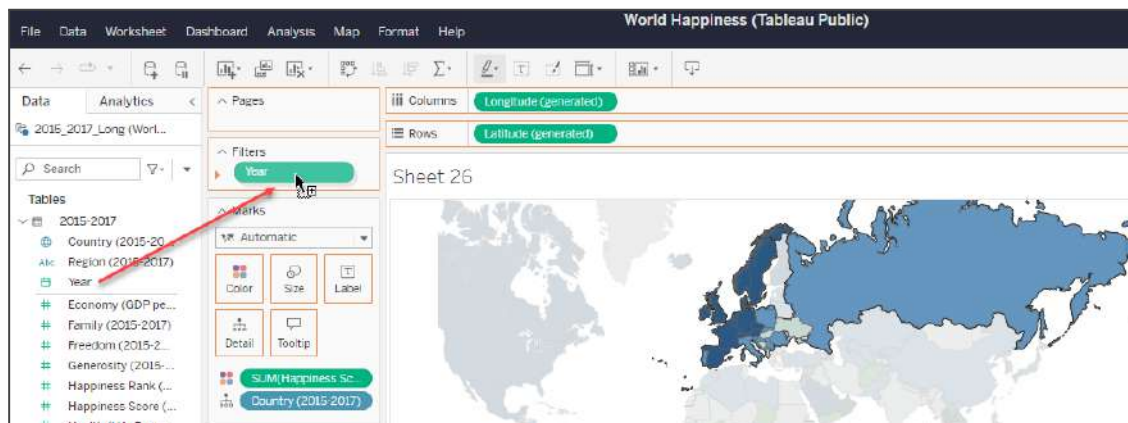 World Happiness (Tableau Public)
File Data Worksheet Dashboard Analysis Map Format Help
Data Analytics
2015_2017_Long (Worl...
Search
Tables
2015-2017
Country (2015-20...
Abc Region (2015-2017)
Year
# Economy (GDP pe...
# Family (2015-2017)
# Freedom (2015-2...
# Generosity (2015-...
# Happiness Rank (...
# Happiness Score (...
Pages
Filters
Year
Marks
Automatic
Color Size Label
Detail Tooltip
SUM(Happiness Sc...
Country (2015-2017)
Columns Longitude (generated)
Rows Latitude (generated)
Sheet 26